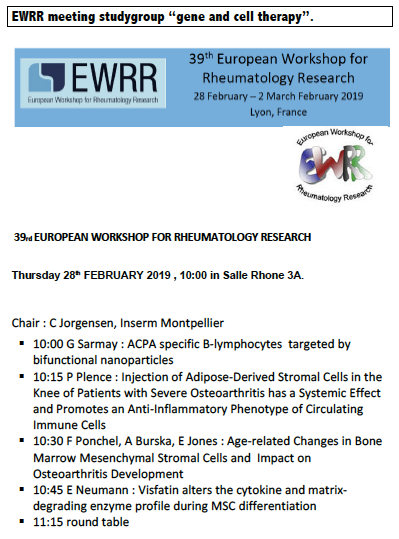 EWRR meeting studygroup “gene and cell therapy”.
EWRR
European Workshop for Rheumatology Research
39th European Workshop for
Rheumatology Research
28 February – 2 March February 2019
Lyon, France
European Workshop for
EWRR
Rheumatology Research
39rd EUROPEAN WORKSHOP FOR RHEUMATOLOGY RESEARCH
Thursday 28th FEBRUARY 2019 , 10:00 in Salle Rhone 3A.
Chair : C Jorgensen, Inserm Montpellier
▪ 10:00 G Sarmay : ACPA specific B-lymphocytes targeted by
bifunctional nanoparticles
▪ 10:15 P Plence : Injection of Adipose-Derived Stromal Cells in the
Knee of Patients with Severe Osteoarthritis has a Systemic Effect
and Promotes an Anti-Inflammatory Phenotype of Circulating
Immune Cells
▪ 10:30 F Ponchel, A Burska, E Jones : Age-related Changes in Bone
Marrow Mesenchymal Stromal Cells and Impact on
Osteoarthritis Development
▪ 10:45 E Neumann : Visfatin alters the cytokine and matrix-
degrading enzyme profile during MSC differentiation
▪ 11:15 round table